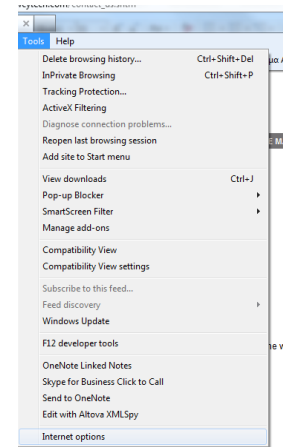 Tools Help
Delete browsing history... Ctrl+Shift+Del
InPrivate Browsing Ctrl+Shift+P
Tracking Protection...
ActiveX Filtering
Diagnose connection problems...
Reopen last browsing session
Add site to Start menu
View downloads Ctrl+J
Pop-up Blocker
SmartScreen Filter
Manage add-ons
Compatibility View
Compatibility View settings
Subscribe to this feed...
Feed discovery
Windows Update
F12 developer tools
OneNote Linked Notes
Skype for Business Click to Call
Send to OneNote
Edit with Altova XMLSpy
Internet options